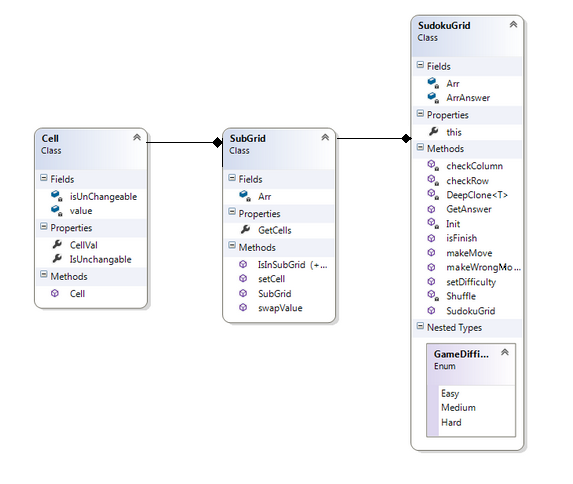 Cell
Class
Fields
isUnChangeable
value
Properties
CellVal
IsUnchangable
Methods
Cell
SubGrid
Class
Fields
Arr
Properties
GetCells
Methods
IsInSubGrid (+...
setCell
SubGrid
swapValue
SudokuGrid
Class
Fields
Arr
ArrAnswer
Properties
this
Methods
checkColumn
checkRow
DeepClone<T>
GetAnswer
Init
isFinish
makeMove
makeWrongMo...
setDifficulty
Shuffle
SudokuGrid
Nested Types
GameDiffi...
Enum
Easy
Medium
Hard